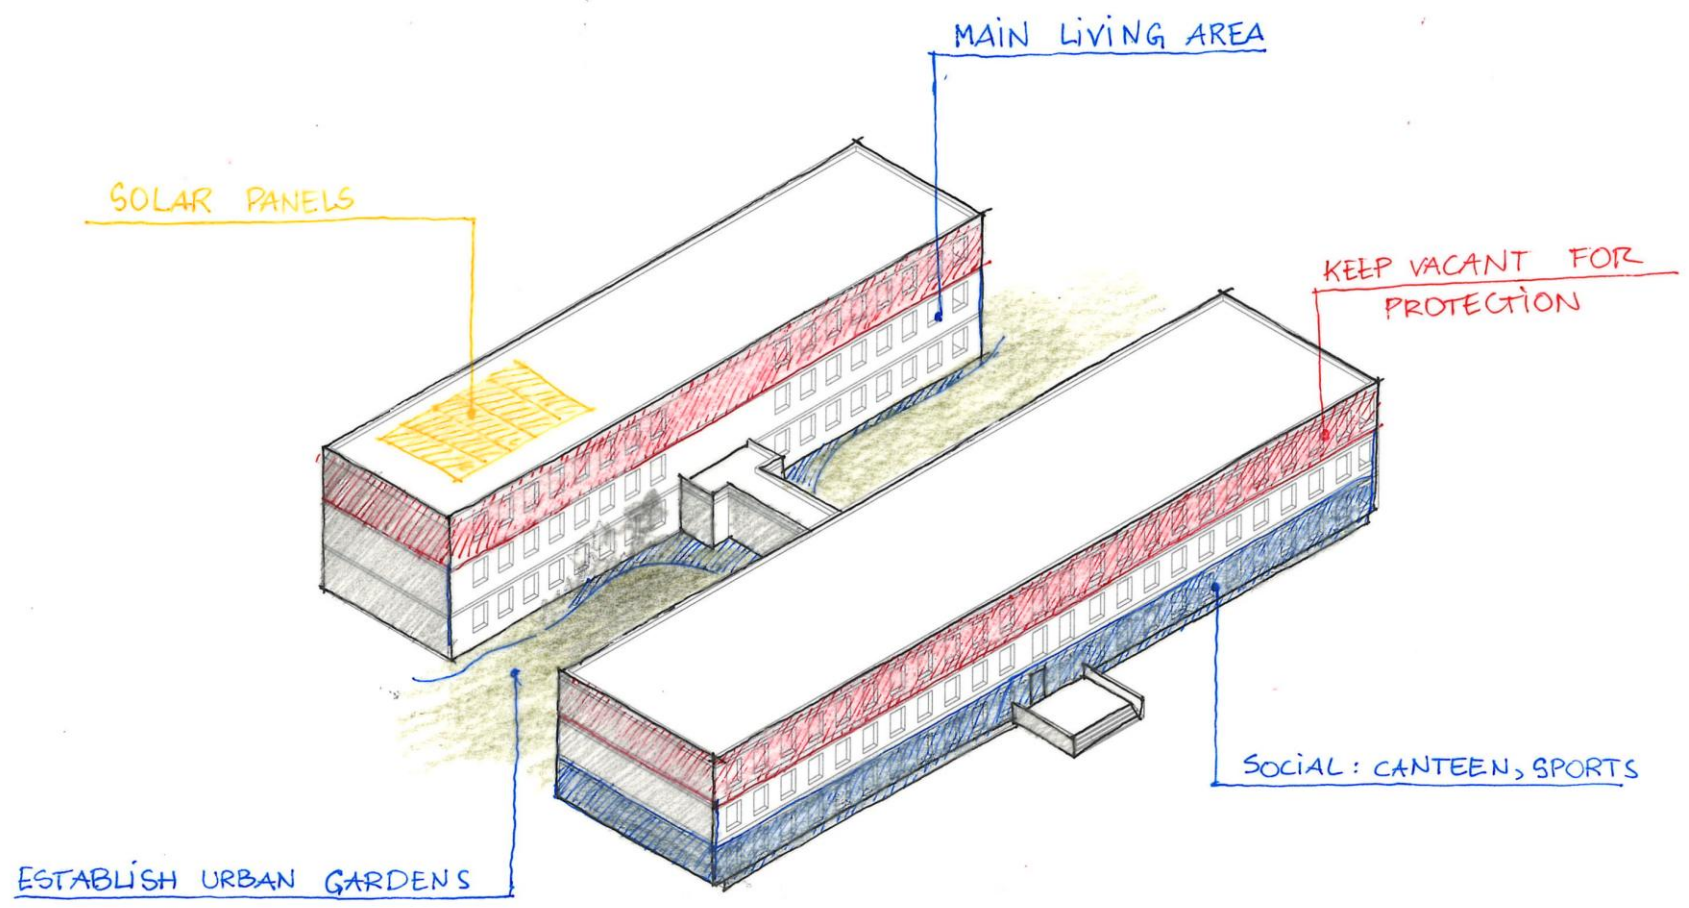 MAIN LIVING AREA
SOLAR PANELS
KEEP VACANT FOR
PROTECTION
SOCIAL: CANTEEN, SPORTS
ESTABLISH URBAN GARDENS